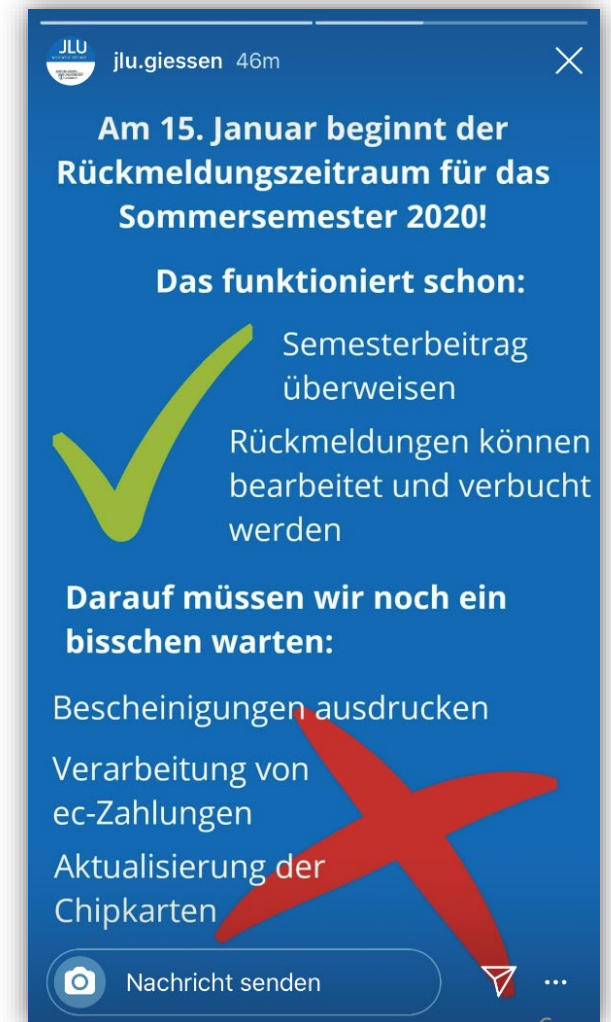 JLU
jlu.giessen 46m
Am 15. Januar beginnt der
Rückmeldungszeitraum für das
Sommersemester 2020!
Das funktioniert schon:
Semesterbeitrag
überweisen
Rückmeldungen können
bearbeitet und verbucht
werden
Darauf müssen wir noch ein
bisschen warten:
Bescheinigungen ausdrucken
Verarbeitung von
ec-Zahlungen
Aktualisierung der
Chipkarten
Nachricht senden